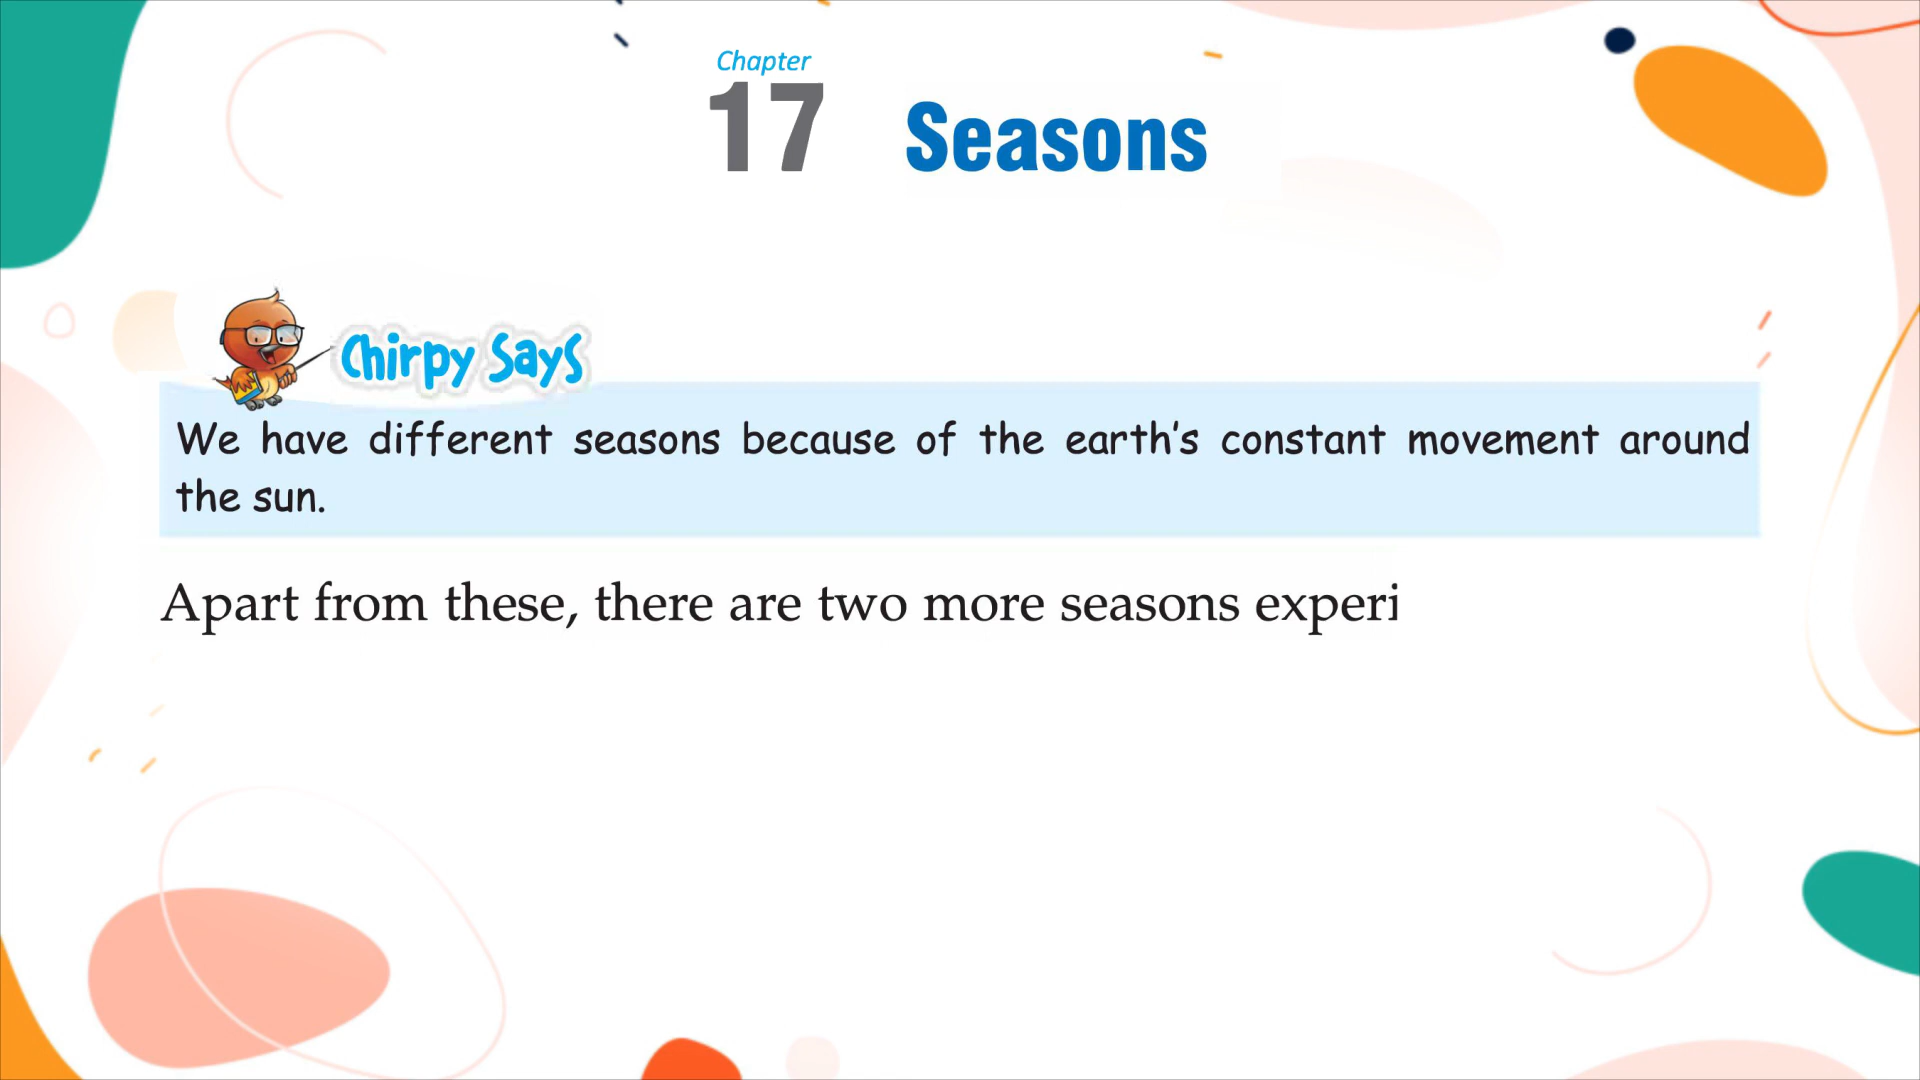 Chapter
17 Seasons
Chirpy Says
We have different seasons because of the earth's constant movement around
the sun.
Apart from these, there are two more seasons experi